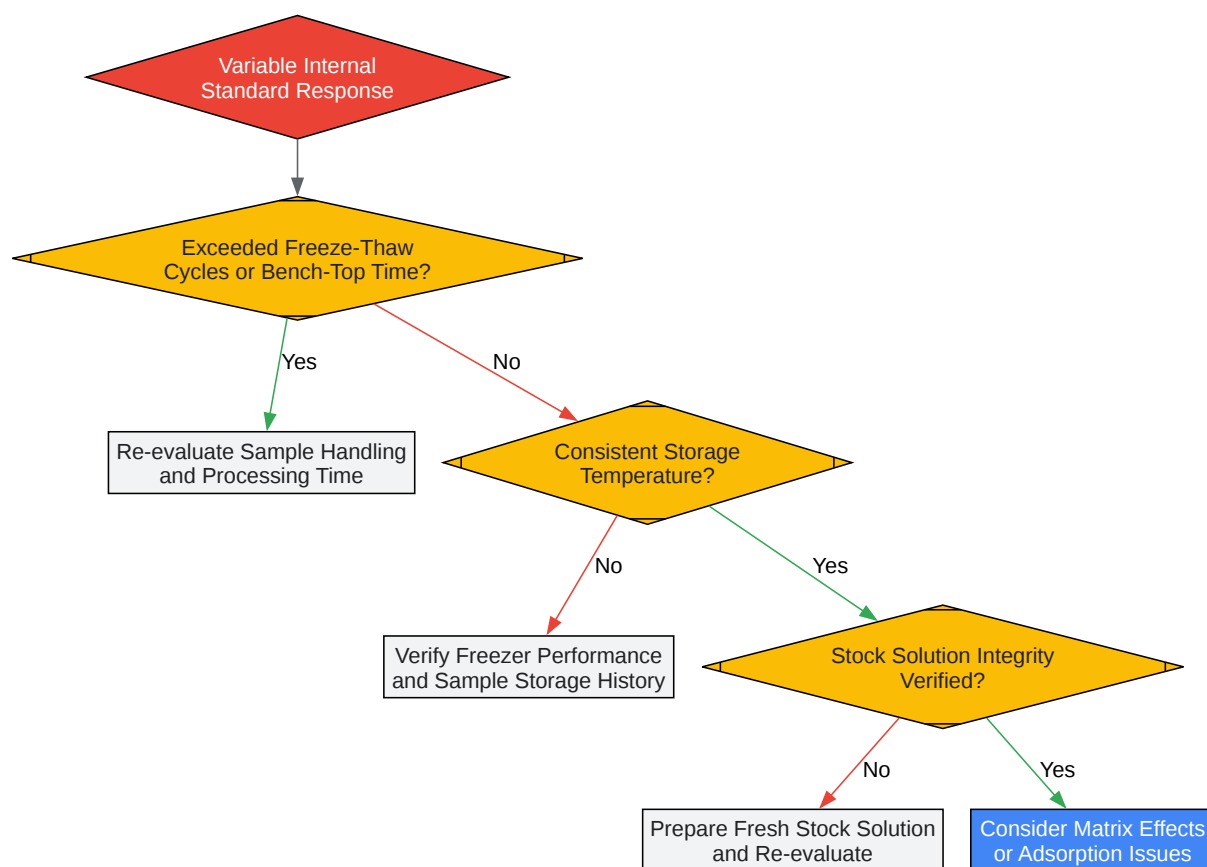 Variable Internal
Standard Response
Exceeded Freeze-Thaw
Cycles or Bench-Top Time?
Yes
No
Re-evaluate Sample Handling
and Processing Time
Consistent Storage
Temperature?
No
Yes
Verify Freezer Performance
and Sample Storage History
Stock Solution Integrity
Verified?
No
Yes
Prepare Fresh Stock Solution
and Re-evaluate
Consider Matrix Effects
or Adsorption Issues